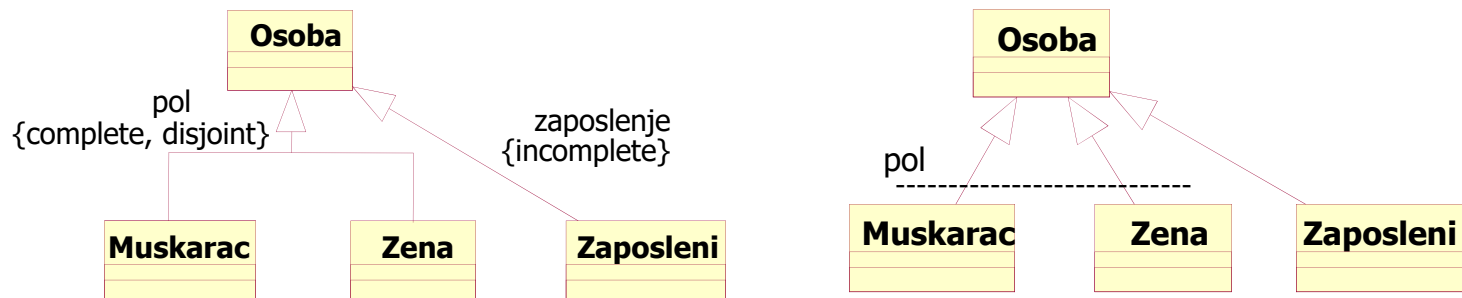 Osoba
pol
{complete, disjoint}
zaposlenje
{incomplete}
Muskarac
Zena
Zaposleni
Osoba
pol
Muskarac
Zena
Zaposleni